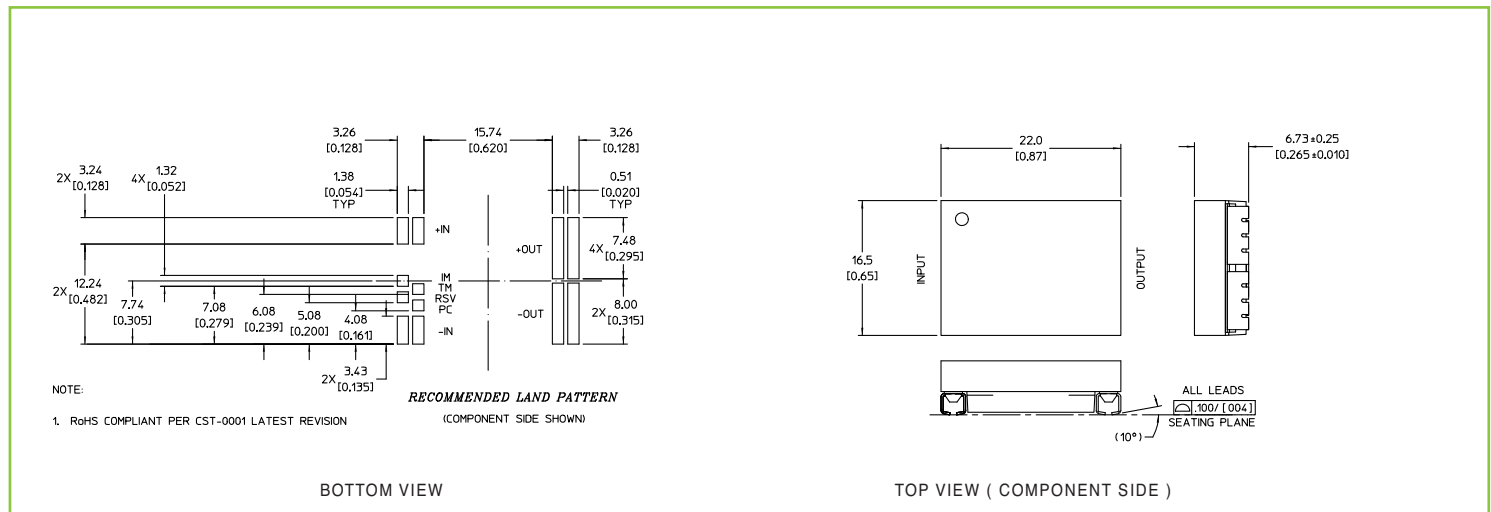 3.26
[0.128]
15.74
[0.620]
3.26
[0.128]
2X 3.24
[0.128]
4X 1.32
[0.052]
1.38
[0.054]
TYP
0.51
[0.020]
TYP
+IN
+OUT
4X 7.48
[0.295]
IM
TM
RSV
PC
-IN
-OUT
2X 8.00
[0.315]
2X 12.24
[0.482]
7.74
[0.305]
7.08
[0.279]
6.08
[0.239]
5.08
[0.200]
4.08
[0.161]
2X 3.43
[0.135]
NOTE:
1. RoHS COMPLIANT PER CST-0001 LATEST REVISION
RECOMMENDED LAND PATTERN
(COMPONENT SIDE SHOWN)
BOTTOM VIEW
22.0
[0.87]
6.73±0.25
[0.265±0.010]
16.5
[0.65]
INPUT
OUTPUT
ALL LEADS
.100/ [004]
SEATING PLANE
(10°)
TOP VIEW ( COMPONENT SIDE )